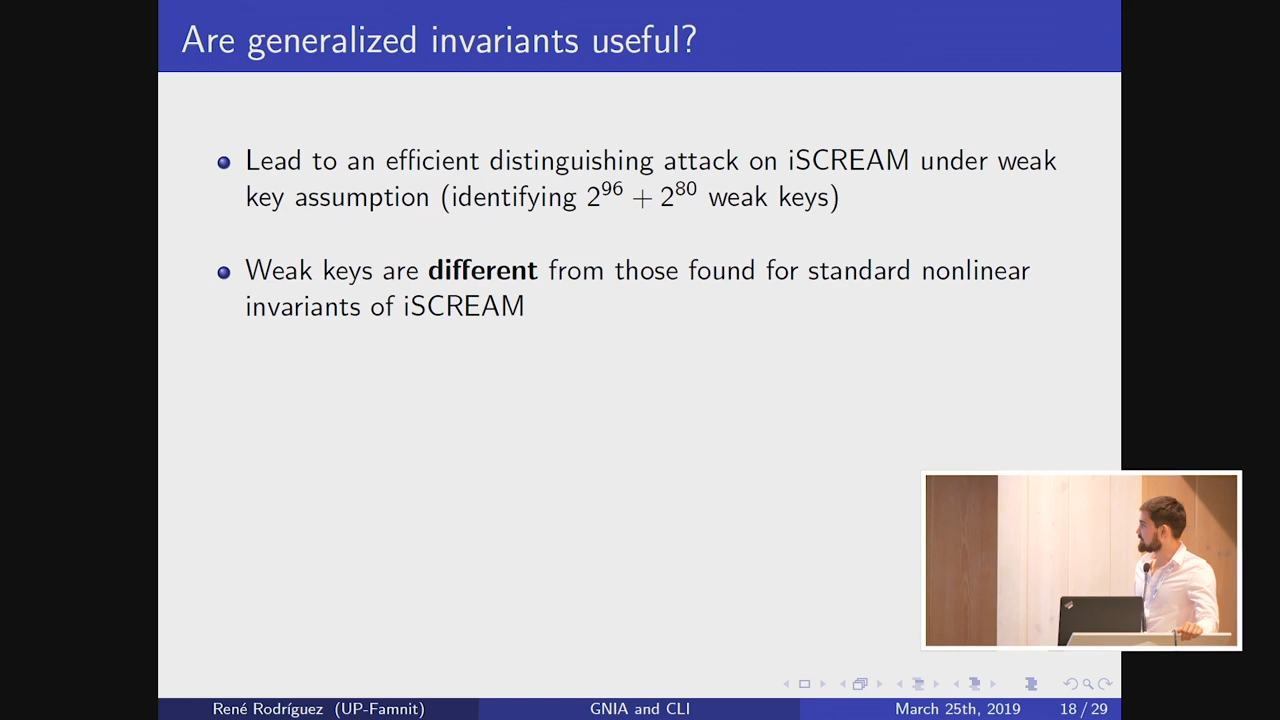 Are generalized invariants useful?
Lead to an efficient distinguishing attack on iSCREAM under weak
key assumption (identifying 2^96 + 2^80 weak keys)
Weak keys are different from those found for standard nonlinear
invariants of iSCREAM
René Rodríguez (UP-Famnit) GNIA and CLI March 25th, 2019 18 / 29